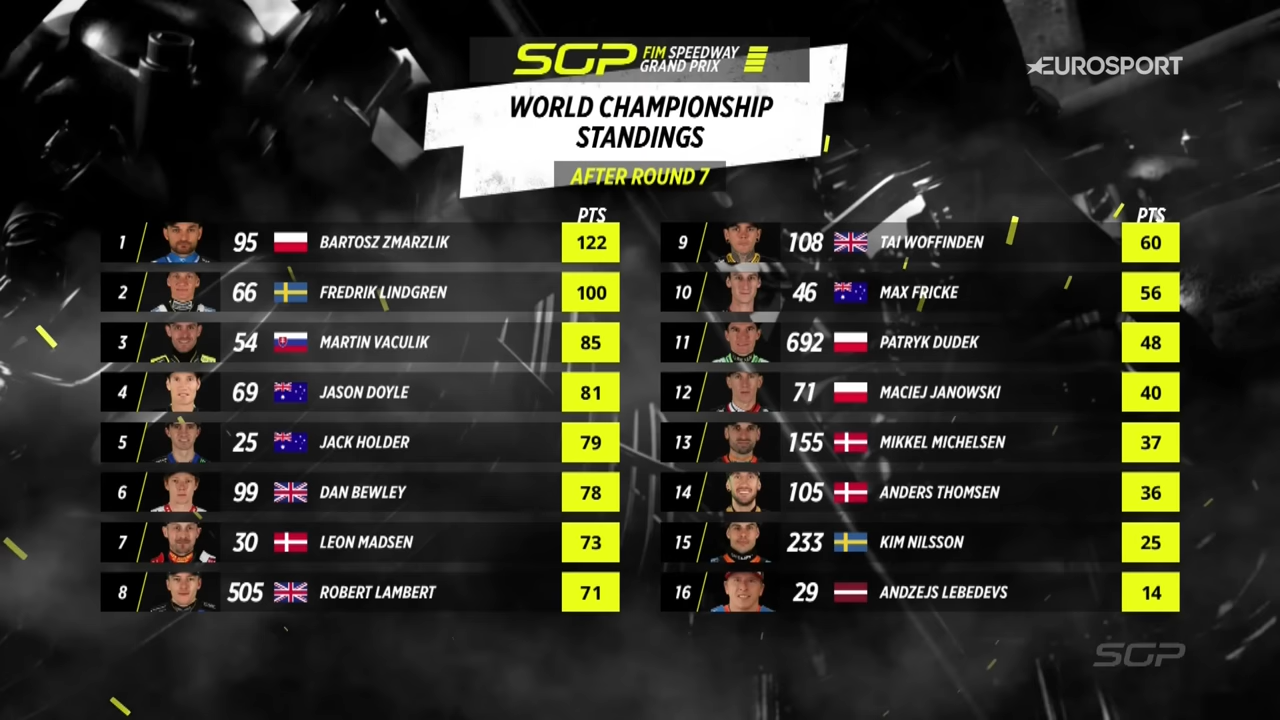 SGP FIM SPEEDWAY
GRAND PRIX
EUROSPORT
WORLD CHAMPIONSHIP
STANDINGS
AFTER ROUND 7
PTS
1 95 BARTOSZ ZMARZLIK 122
2 66 FREDRIK LINDGREN 100
3 54 MARTIN VACULIK 85
4 69 JASON DOYLE 81
5 25 JACK HOLDER 79
6 99 DAN BEWLEY 78
7 30 LEON MADSEN 73
8 505 ROBERT LAMBERT 71
PTS
9 108 TAI WOFFINDEN 60
10 46 MAX FRICKE 56
11 692 PATRYK DUDEK 48
12 71 MACIEJ JANOWSKI 40
13 155 MIKKEL MICHELSEN 37
14 105 ANDERS THOMSEN 36
15 233 KIM NILSSON 25
16 29 ANDZEJS LEBEDEVS 14
SGP